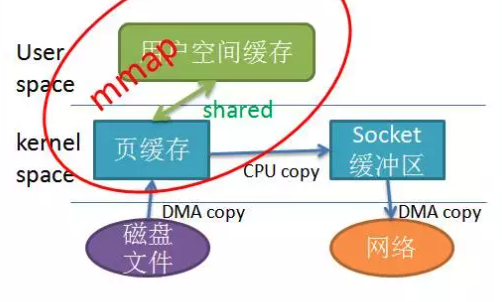 User
space
用户空间缓存
mmap
shared
kernel
space
页缓存
CPU copy
Socket
缓冲区
DMA copy
DMA copy
磁盘
文件
网络